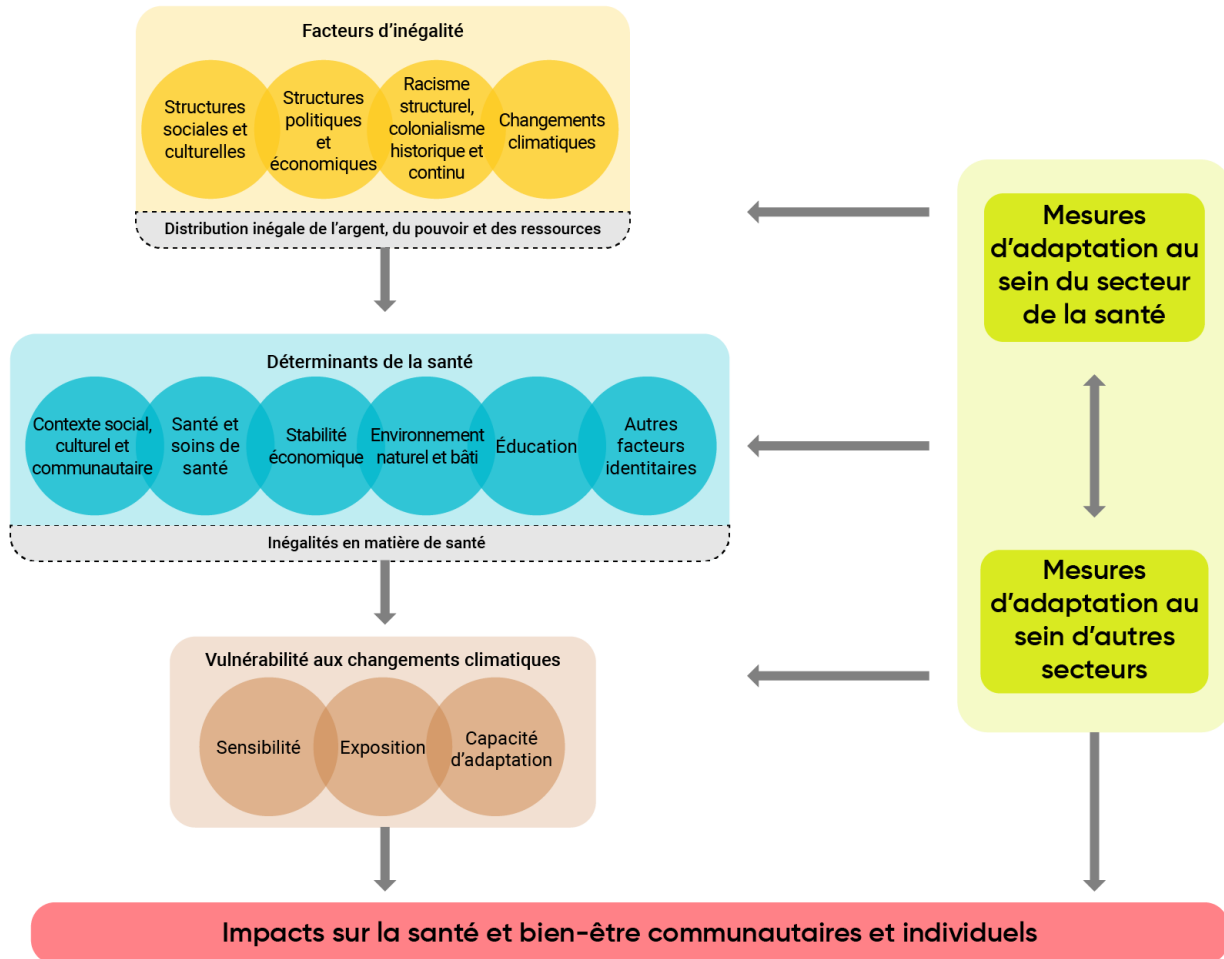 Facteurs d’inégalité
Structures
sociales et
culturelles
Structures
politiques
et
économiques
Racisme
structurel,
colonialisme
historique et
continu
Changements
climatiques
Distribution inégale de l’argent, du pouvoir et des ressources
Déterminants de la santé
Contexte social,
culturel et
communautaire
Santé et
soins de
santé
Stabilité
économique
Environnement
naturel et bâti
Éducation
Autres
facteurs
identitaires
Inégalités en matière de santé
Vulnérabilité aux changements climatiques
Sensibilité
Exposition
Capacité
d’adaptation
Mesures
d’adaptation au
sein du secteur
de la santé
Mesures
d’adaptation au
sein d’autres
secteurs
Impacts sur la santé et bien-être communautaires et individuels